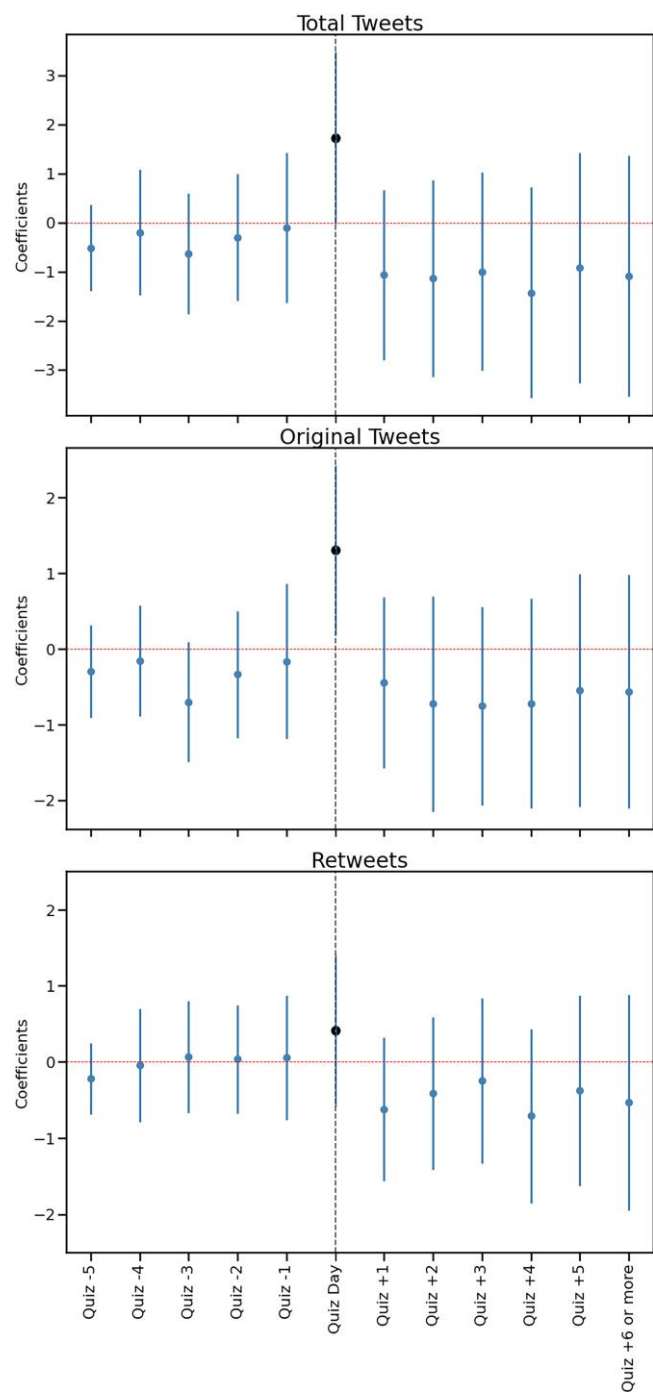 Total Tweets
Coefficients
3
2
1
0
−1
−2
−3
Original Tweets
Coefficients
2
1
0
−1
−2
Retweets
Coefficients
2
1
0
−1
−2
Quiz -5
Quiz -4
Quiz -3
Quiz -2
Quiz -1
Quiz Day
Quiz +1
Quiz +2
Quiz +3
Quiz +4
Quiz +5
Quiz +6 or more